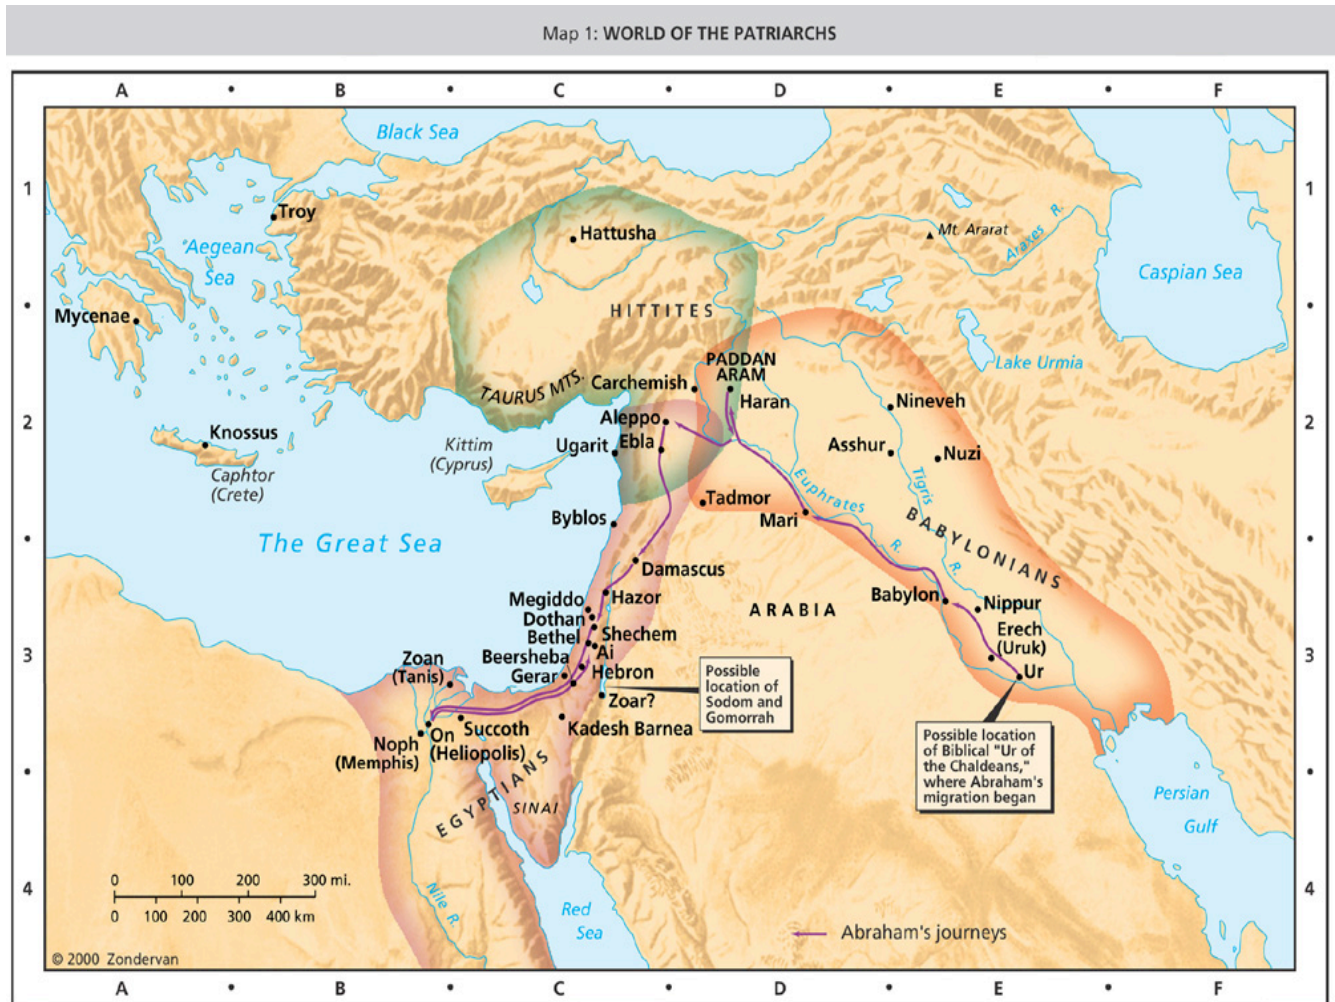 Map 1: WORLD OF THE PATRIARCHS
A • B • C • D • E • F
Black Sea
1
1
Troy
Hattusha
Mt. Ararat
Araxes R.
Aegean
Sea
Caspian Sea
•
•
Mycenae
HITTITES
Lake Urmia
PADDAN
ARAM
TAURUS MTS.
Carchemish
Haran
Nineveh
Aleppo
2
2
Knossus
Kittim
(Cyprus)
Ugarit
Ebla
Asshur
Nuzi
Caphtor
(Crete)
Tadmor
Euphrates
R.
Tigris
R.
Mari
Byblos
BABYLONIANS
The Great Sea
•
•
Damascus
Megiddo
Hazor
Dothan
ARABIA
Babylon
Nippur
Bethel
Shechem
Erech
(Uruk)
Ai
3
3
Zoan
(Tanis)
Beersheba
Hebron
Gerar
Ur
Possible
location of
Sodom and
Gomorrah
Zoar?
Succoth
Kadesh Barnea
On
(Heliopolis)
Noph
(Memphis)
Possible location
of Biblical "Ur of
the Chaldeans,"
where Abraham's
migration began
•
•
EGYPTIANS
SINAI
Persian
Gulf
0 100 200 300 mi.
0 100 200 300 400 km
4
4
Nile R.
Red
Sea
Abraham's journeys
© 2000 Zondervan
A • B • C • D • E • F